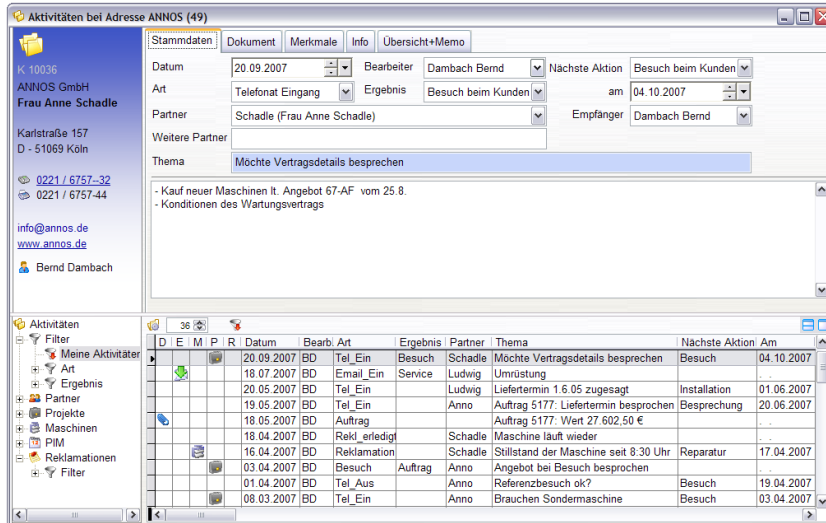 Aktivitäten bei Adresse ANNOS (49)
K 10036
ANNOS GmbH
Frau Anne Schadle
Karlstraße 157
D - 51069 Köln
0221 / 6757--32
0221 / 6757-44
info@annos.de
www.annos.de
Bernd Dambach
Stammdaten Dokument Merkmale Info Übersicht+Memo
Datum 20.09.2007 Bearbeiter Dambach Bernd Nächste Aktion Besuch beim Kunden
Art Telefonat Eingang Ergebnis Besuch beim Kunden am 04.10.2007
Partner Schadle (Frau Anne Schadle) Empfänger Dambach Bernd
Weitere Partner
Thema Möchte Vertragsdetails besprechen
- Kauf neuer Maschinen lt. Angebot 67-AF vom 25.8.
- Konditionen des Wartungsvertrags
Aktivitäten
Filter
Meine Aktivitäten
Art
Ergebnis
Partner
Projekte
Maschinen
PIM
Reklamationen
Filter
36
D E M P R Datum Bearb. Art Ergebnis Partner Thema Nächste Aktion Am
20.09.2007 BD Tel_Ein Besuch Schadle Möchte Vertragsdetails besprechen Besuch 04.10.2007
18.07.2007 BD Email_Ein Service Ludwig Umrüstung . .
20.05.2007 BD Tel_Ein Ludwig Liefertermin 1.6.05 zugesagt Installation 01.06.2007
19.05.2007 BD Tel_Ein Anno Auftrag 5177: Liefertermin besprochen Besprechung 20.06.2007
18.05.2007 BD Auftrag Auftrag 5177: Wert 27.602,50 € . .
18.04.2007 BD Rekl_erledigt Schadle Maschine läuft wieder . .
16.04.2007 BD Reklamation Schadle Stillstand der Maschine seit 8:30 Uhr Reparatur 17.04.2007
03.04.2007 BD Besuch Auftrag Anno Angebot bei Besuch besprochen . .
01.04.2007 BD Tel_Aus Anno Referenzbesuch ok? Besuch 19.04.2007
08.03.2007 BD Tel_Ein Anno Brauchen Sondermaschine Besuch 03.04.2007